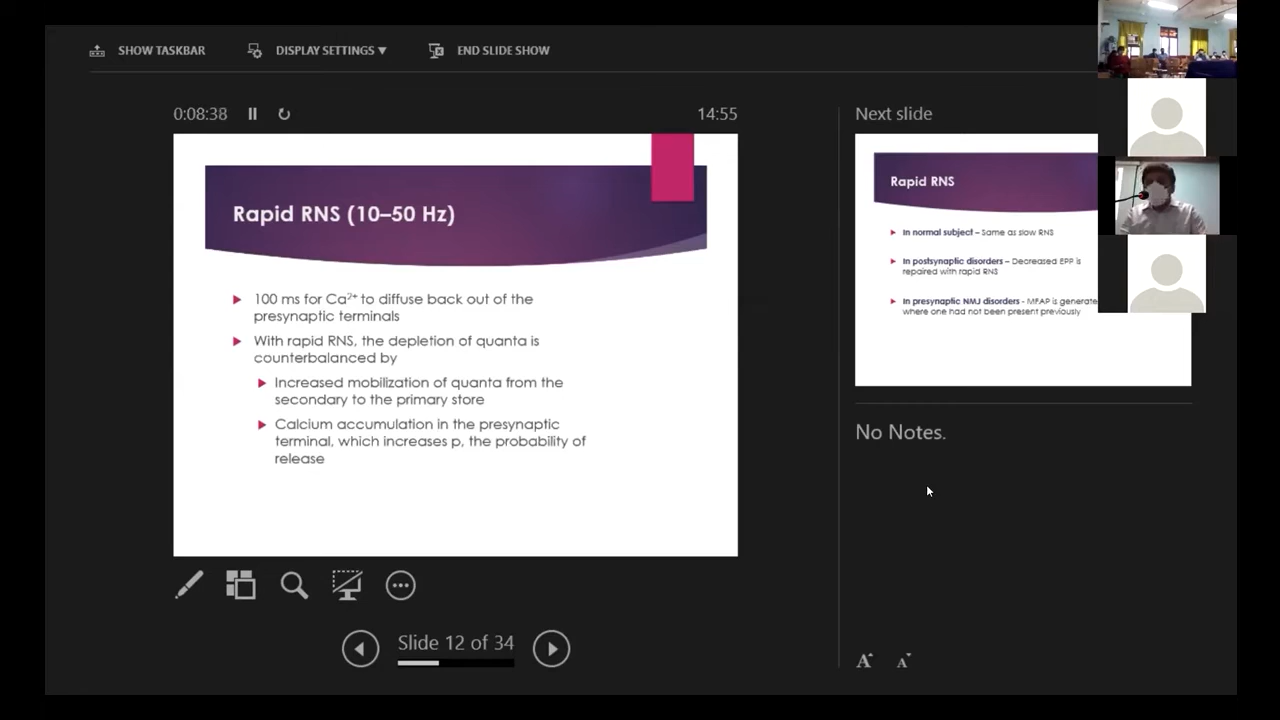 SHOW TASKBAR
DISPLAY SETTINGS ▼
END SLIDE SHOW
0:08:38
14:55
Rapid RNS (10–50 Hz)
100 ms for Ca²⁺ to diffuse back out of the
presynaptic terminals
With rapid RNS, the depletion of quanta is
counterbalanced by
Increased mobilization of quanta from the
secondary to the primary store
Calcium accumulation in the presynaptic
terminal, which increases p, the probability of
release
Slide 12 of 34
Next slide
Rapid RNS
In normal subject – Same as slow RNS
In postsynaptic disorders – Decreased EPP is
repaired with rapid RNS
In presynaptic NMJ disorders - MFAP is generate
where one had not been present previously
No Notes.
A A